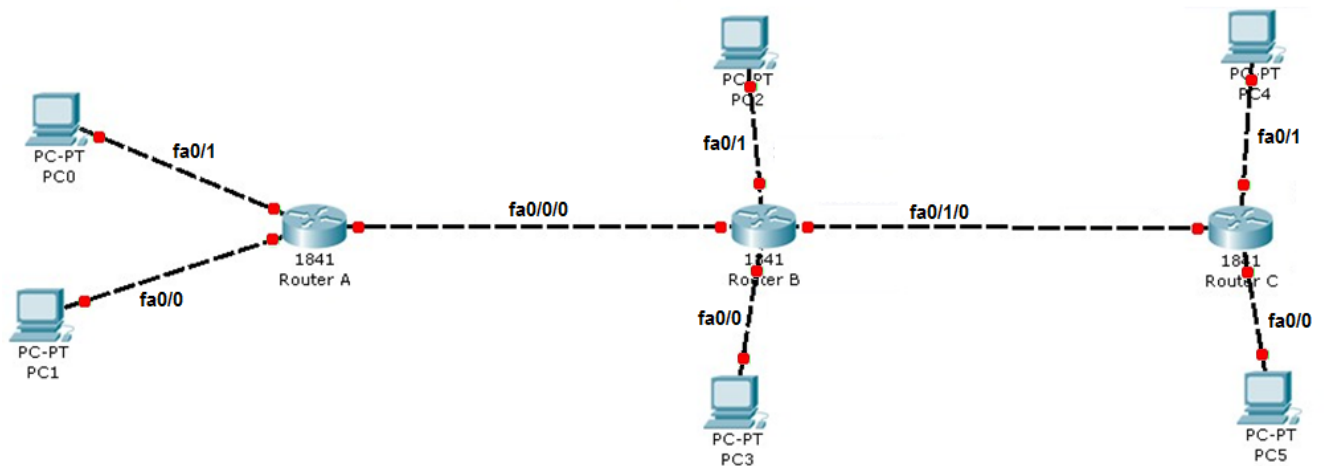 PC-PT
PC0
fa0/1
PC-PT
PC1
fa0/0
1841
Router A
fa0/0/0
PC-PT
PC2
fa0/1
1841
Router B
fa0/0
PC-PT
PC3
fa0/1/0
PC-PT
PC4
fa0/1
1841
Router C
fa0/0
PC-PT
PC5